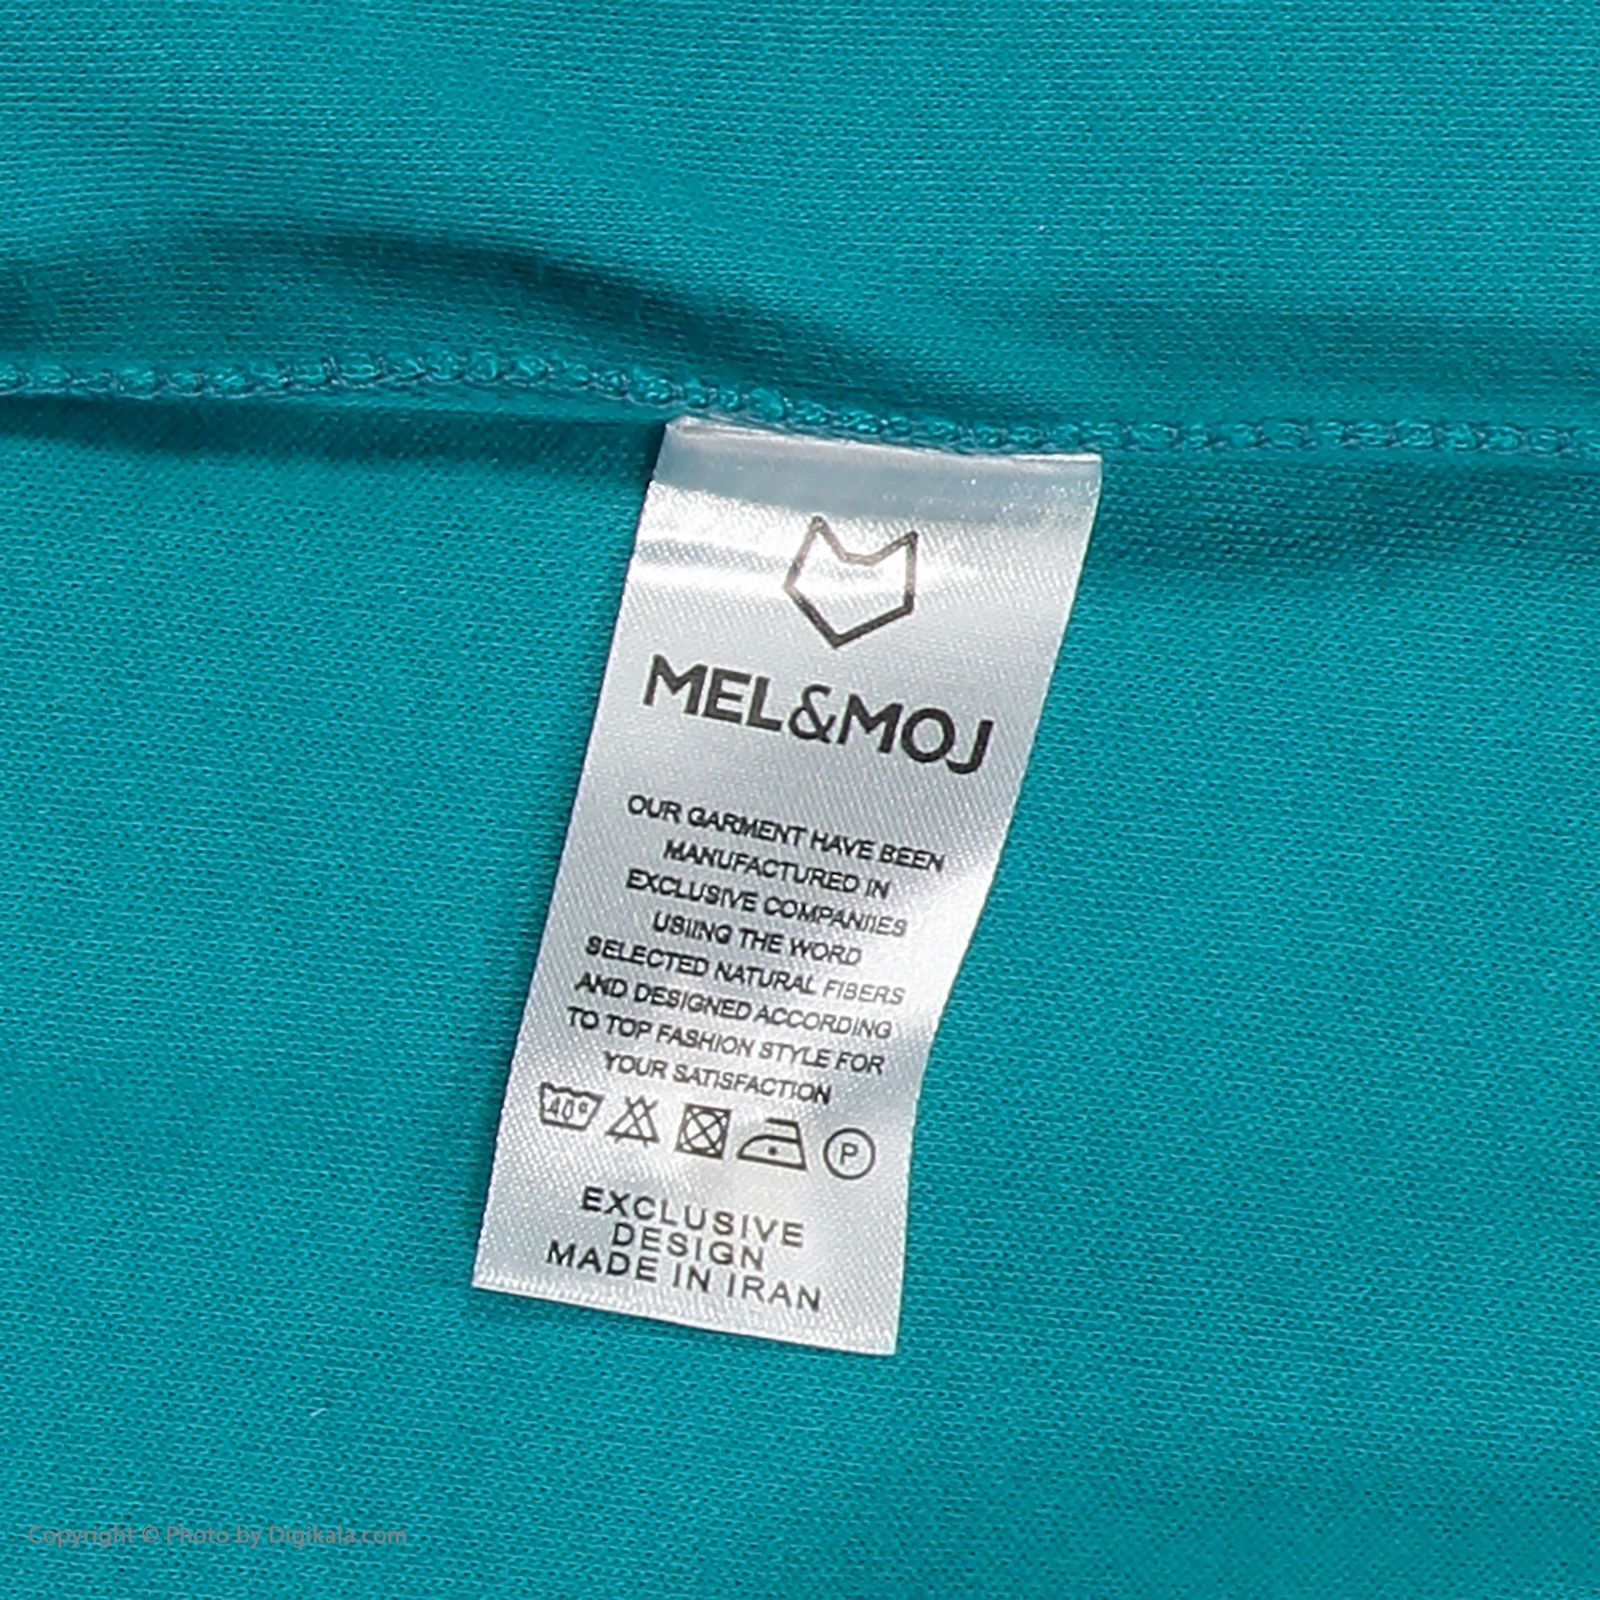 MEL&MOJ
OUR GARMENT HAVE BEEN
MANUFACTURED IN
EXCLUSIVE COMPANIIES
USIING THE WORD
SELECTED NATURAL FIBERS
AND DESIGNED ACCORDING
TO TOP FASHION STYLE FOR
YOUR SATISFACTION
40° P
EXCLUSIVE
DESIGN
MADE IN IRAN
Copyright © Photo by Digikala.com